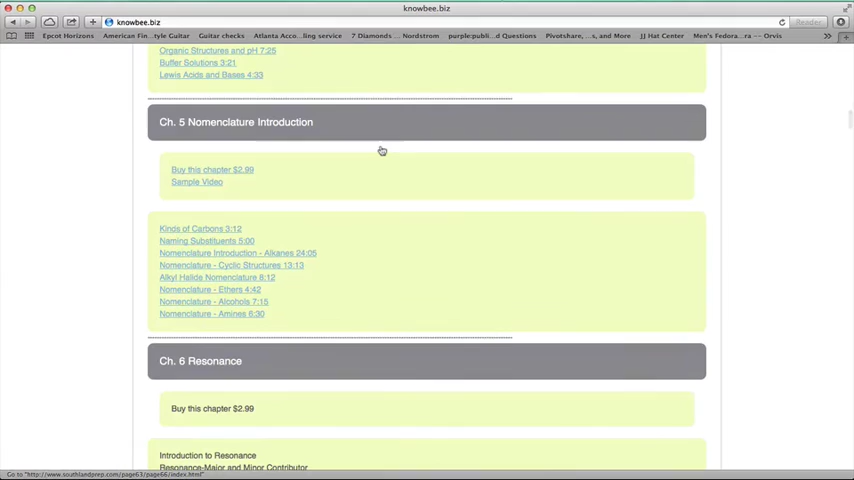 knowbee.biz
knowbee.biz
Reader
Epcot Horizons American Fin...tyle Guitar Guitar checks Atlanta Acco...ling service 7 Diamonds ... Nordstrom purple:publi...d Questions Pivotshare, ...s, and More JJ Hat Center Men's Fedora... -- Orvis
Organic Structures and pH 7:25
Buffer Solutions 3:21
Lewis Acids and Bases 4:33
Ch. 5 Nomenclature Introduction
Buy this chapter $2.99
Sample Video
Kinds of Carbons 3:12
Naming Substituents 5:00
Nomenclature Introduction - Alkanes 24:05
Nomenclature - Cyclic Structures 13:13
Alkyl Halide Nomenclature 8:12
Nomenclature - Ethers 4:42
Nomenclature - Alcohols 7:15
Nomenclature - Amines 6:30
Ch. 6 Resonance
Buy this chapter $2.99
Introduction to Resonance
Resonance-Major and Minor Contributor
Go to "http://www.southlandprep.com/page63/page66/index.html"